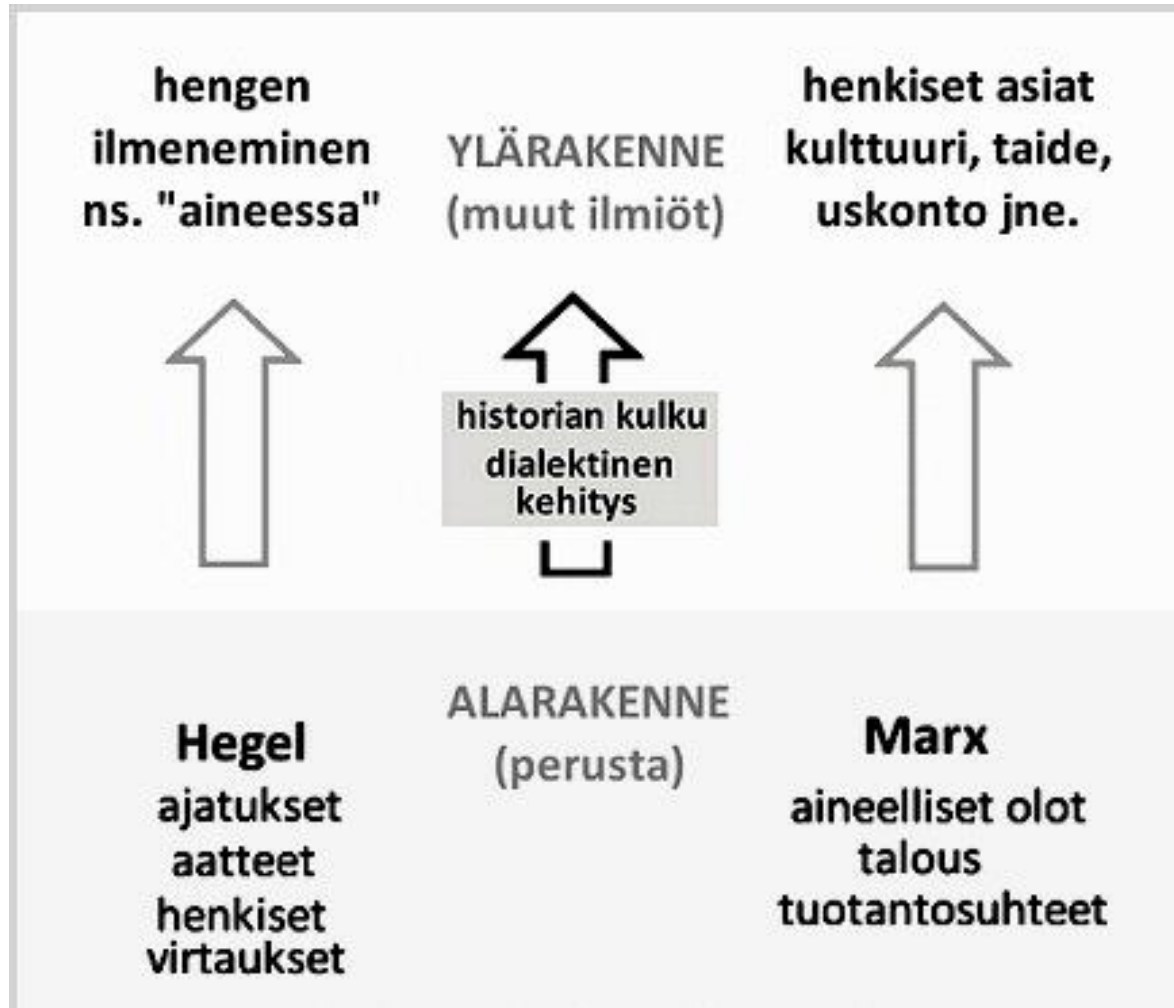 hengen
ilmeneminen
ns. "aineessa"
YLÄRAKENNE
(muut ilmiöt)
henkiset asiat
kulttuuri, taide,
uskonto jne.
historian kulku
dialektinen
kehitys
Hegel
ajatukset
aatteet
henkiset
virtaukset
ALARAKENNE
(perusta)
Marx
aineelliset olot
talous
tuotantosuhteet